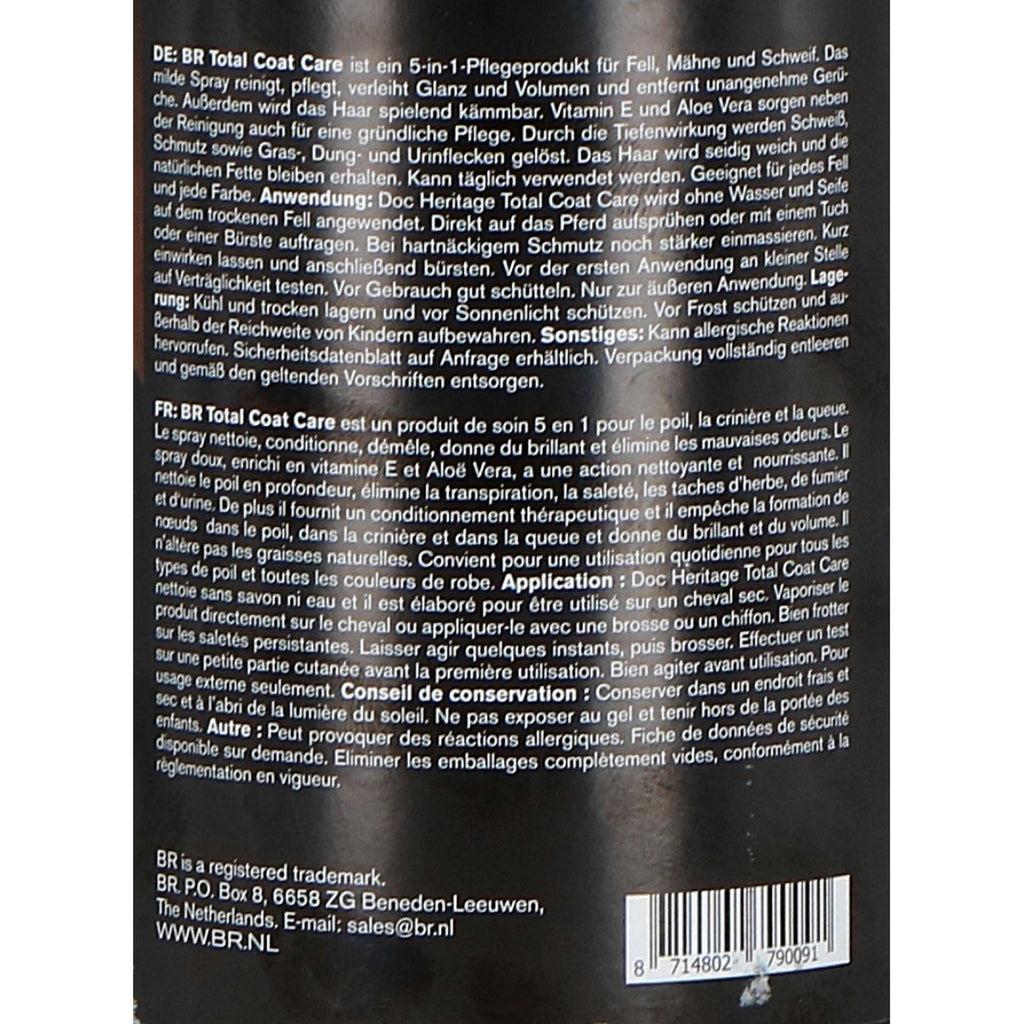 DE: BR Total Coat Care ist ein 5-in-1-Pflegeprodukt für Fell, Mähne und Schweif. Das
milde Spray reinigt, pflegt, verleiht Glanz und Volumen und entfernt unangenehme Gerü-
che. Außerdem wird das Haar spielend kämmbar. Vitamin E und Aloe Vera sorgen neben
der Reinigung auch für eine gründliche Pflege. Durch die Tiefenwirkung werden Schweiß,
Schmutz sowie Gras-, Dung- und Urinflecken gelöst. Das Haar wird seidig weich und die
natürlichen Fette bleiben erhalten. Kann täglich verwendet werden. Geeignet für jedes Fell
und jede Farbe. Anwendung: Doc Heritage Total Coat Care wird ohne Wasser und Seife
auf dem trockenen Fell angewendet. Direkt auf das Pferd aufsprühen oder mit einem Tuch
oder einer Bürste auftragen. Bei hartnäckigem Schmutz noch stärker einmassieren. Kurz
einwirken lassen und anschließend bürsten. Vor der ersten Anwendung an kleiner Stelle
auf Verträglichkeit testen. Vor Gebrauch gut schütteln. Nur zur äußeren Anwendung. Lage-
rung: Kühl und trocken lagern und vor Sonnenlicht schützen. Vor Frost schützen und au-
ßerhalb der Reichweite von Kindern aufbewahren. Sonstiges: Kann allergische Reaktionen
hervorrufen. Sicherheitsdatenblatt auf Anfrage erhältlich. Verpackung vollständig entleeren
und gemäß den geltenden Vorschriften entsorgen.
FR: BR Total Coat Care est un produit de soin 5 en 1 pour le poil, la crinière et la queue.
Le spray nettoie, conditionne, démêle, donne du brillant et élimine les mauvaises odeurs. Le
spray doux, enrichi en vitamine E et Aloë Vera, a une action nettoyante et nourrissante. Il
nettoie le poil en profondeur, élimine la transpiration, la saleté, les taches d'herbe, de fumier
et d'urine. De plus il fournit un conditionnement thérapeutique et il empêche la formation de
nœuds dans le poil, dans la crinière et dans la queue et donne du brillant et du volume. Il
n'altère pas les graisses naturelles. Convient pour une utilisation quotidienne pour tous les
types de poil et toutes les couleurs de robe. Application : Doc Heritage Total Coat Care
nettoie sans savon ni eau et il est élaboré pour être utilisé sur un cheval sec. Vaporiser le
produit directement sur le cheval ou appliquer-le avec une brosse ou un chiffon. Bien frotter
sur les saletés persistantes. Laisser agir quelques instants, puis brosser. Effectuer un test
sur une petite partie cutanée avant la première utilisation. Bien agiter avant utilisation. Pour
usage externe seulement. Conseil de conservation : Conserver dans un endroit frais et
sec et à l'abri de la lumière du soleil. Ne pas exposer au gel et tenir hors de la portée des
enfants. Autre : Peut provoquer des réactions allergiques. Fiche de données de sécurité
disponible sur demande. Eliminer les emballages complètement vides, conformément à la
règlementation en vigueur.
BR is a registered trademark.
BR. P.O. Box 8, 6658 ZG Beneden-Leeuwen,
The Netherlands. E-mail: sales@br.nl
WWW.BR.NL
8 714802 790091